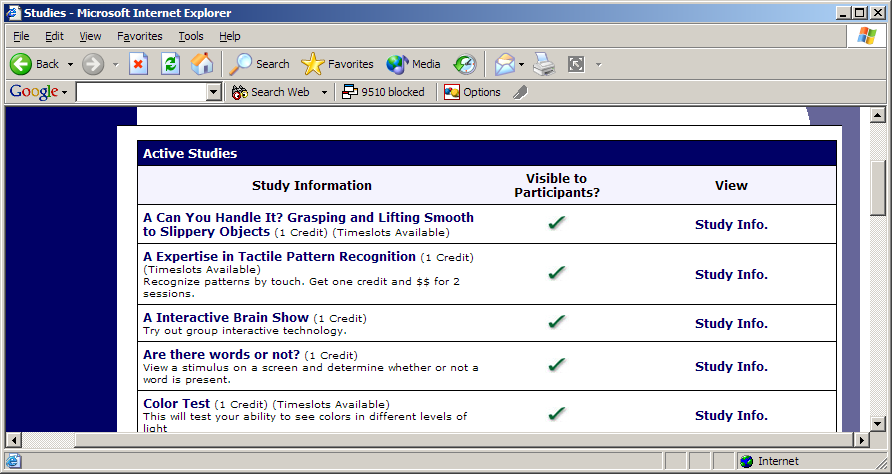 Studies - Microsoft Internet Explorer
File Edit View Favorites Tools Help
Back Search Favorites Media
Google Search Web 9510 blocked Options
Active Studies
Study Information Visible to Participants? View
A Can You Handle It? Grasping and Lifting Smooth
to Slippery Objects (1 Credit) (Timeslots Available)
Study Info.
A Expertise in Tactile Pattern Recognition (1 Credit)
(Timeslots Available)
Recognize patterns by touch. Get one credit and $$ for 2
sessions.
Study Info.
A Interactive Brain Show (1 Credit)
Try out group interactive technology.
Study Info.
Are there words or not? (1 Credit)
View a stimulus on a screen and determine whether or not a
word is present.
Study Info.
Color Test (1 Credit) (Timeslots Available)
This will test your ability to see colors in different levels of
light
Study Info.
Internet